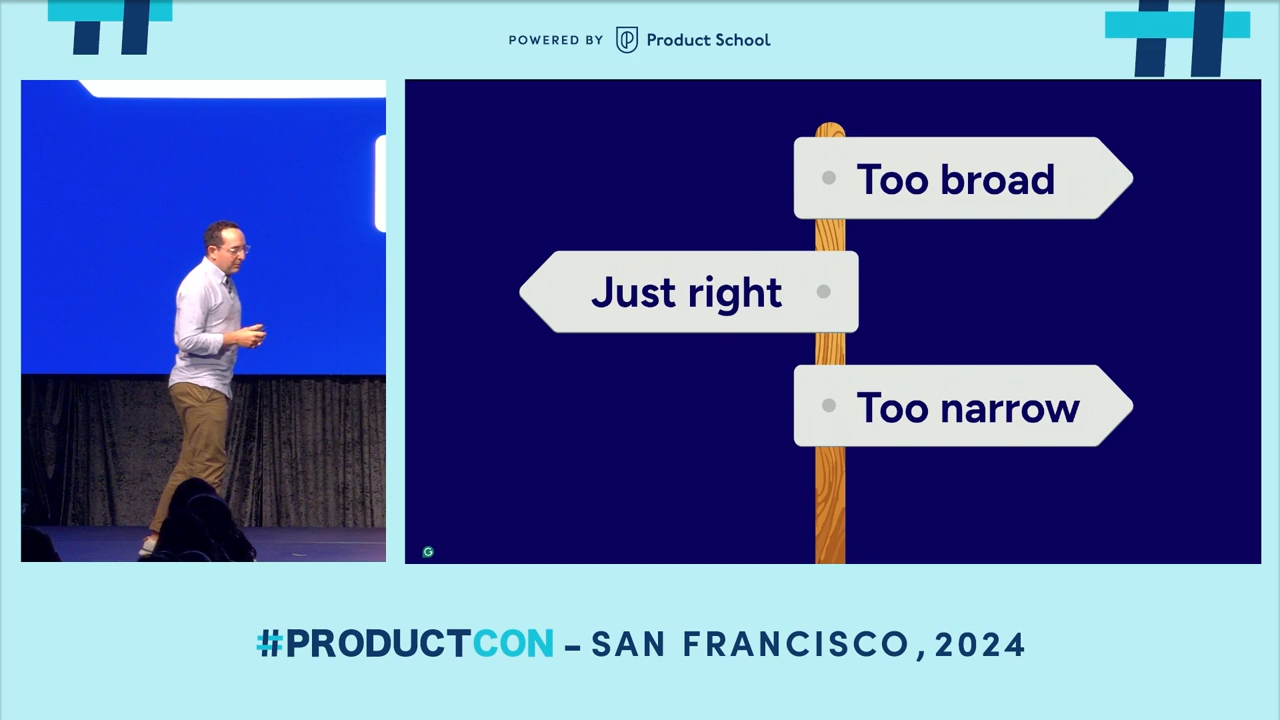 POWERED BY Product School
Too broad
Just right
Too narrow
G
#PRODUCTCON – SAN FRANCISCO, 2024